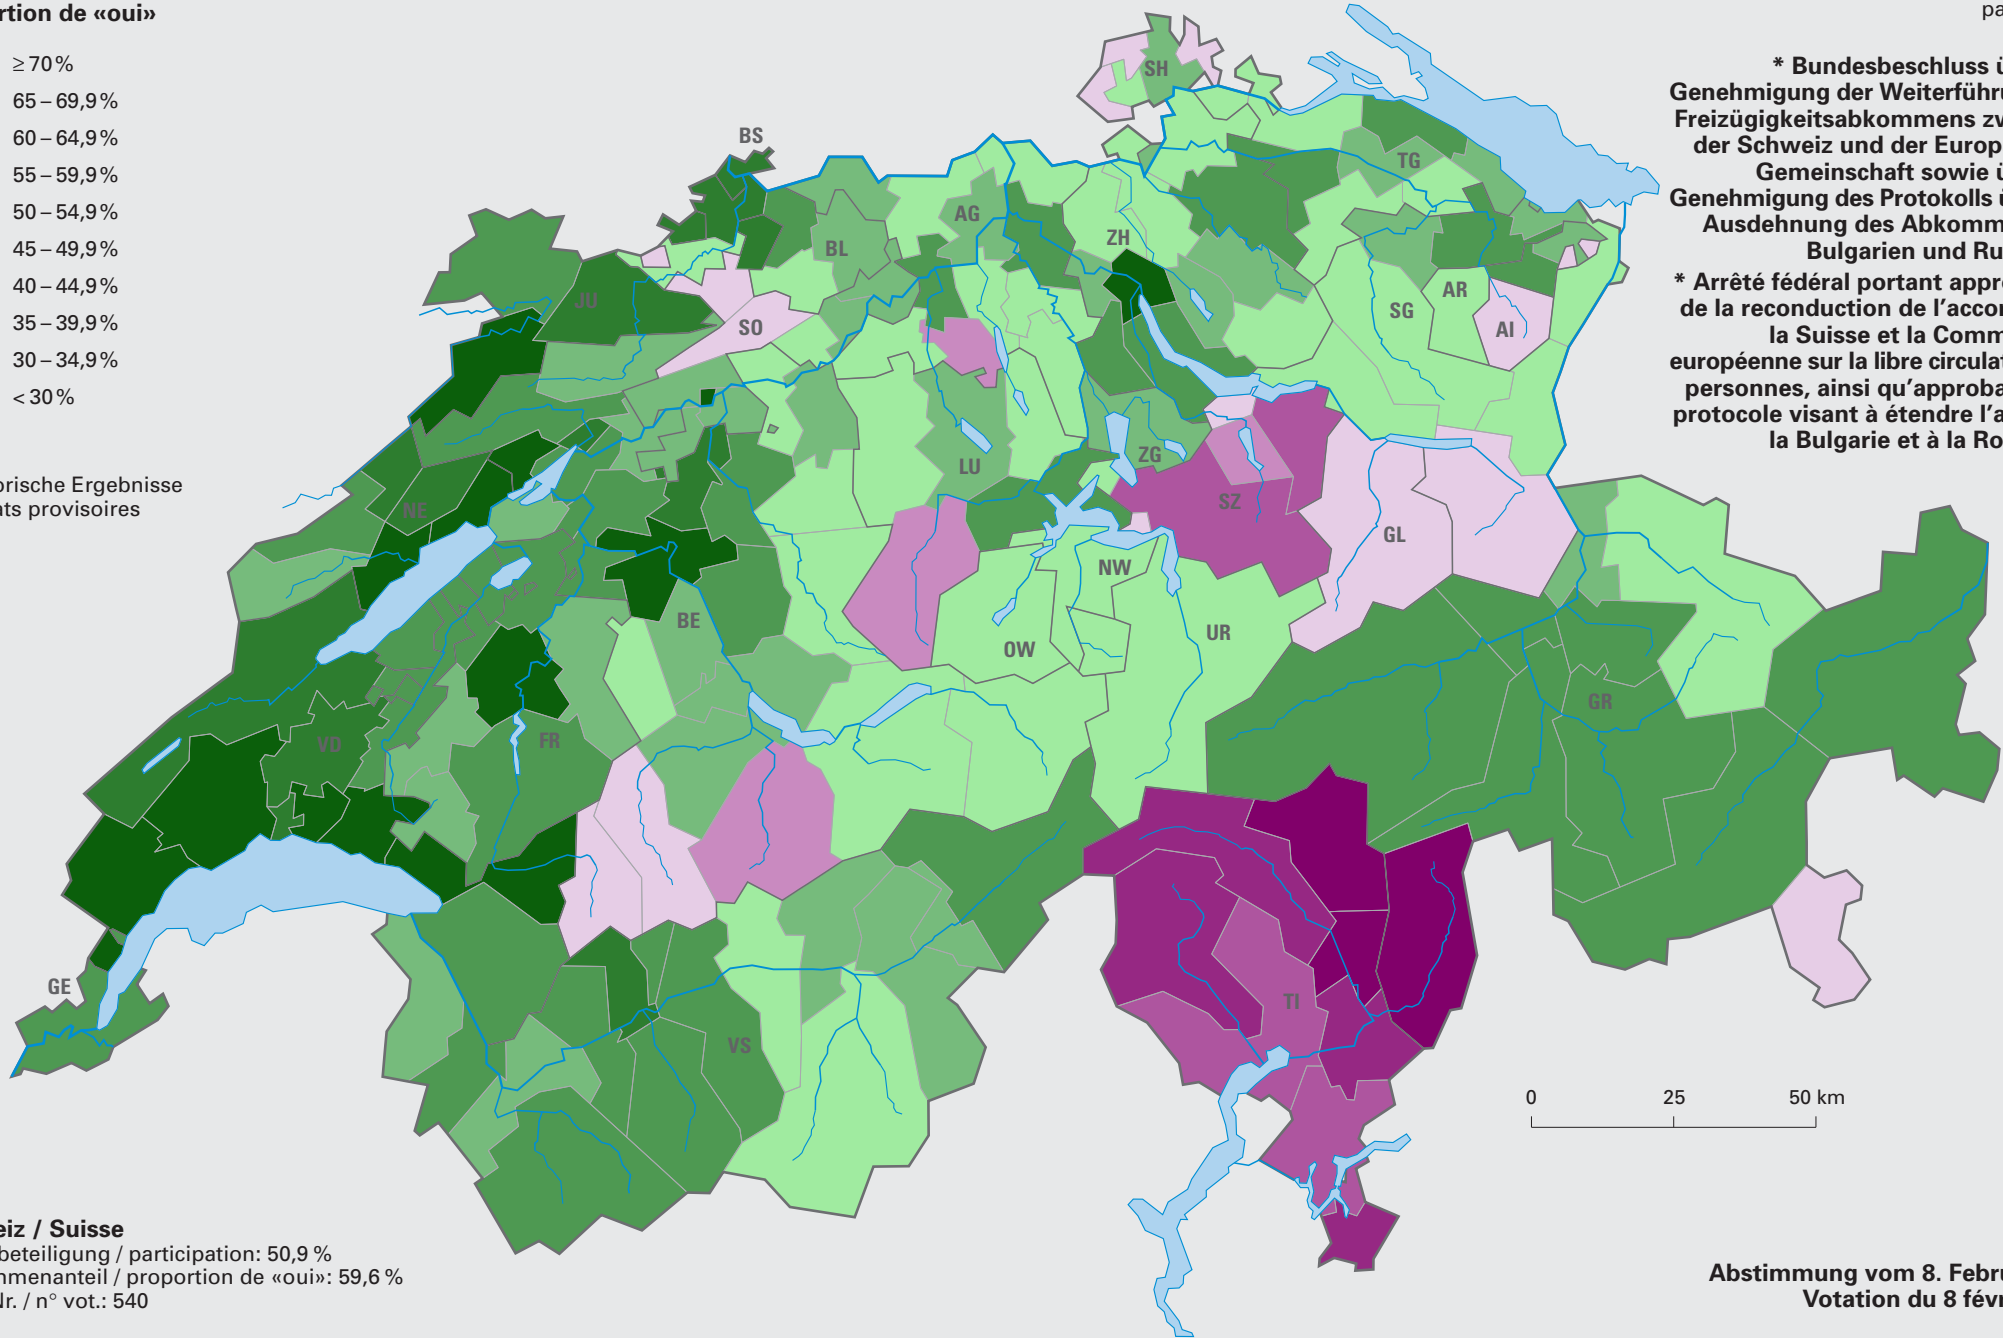 rtion de «oui»
≥ 70 %
65 – 69,9 %
60 – 64,9 %
55 – 59,9 %
50 – 54,9 %
45 – 49,9 %
40 – 44,9 %
35 – 39,9 %
30 – 34,9 %
< 30 %
orische Ergebnisse
ats provisoires
pa
* Bundesbeschluss ü
Genehmigung der Weiterführu
Freizügigkeitsabkommens zv
der Schweiz und der Europ
Gemeinschaft sowie ü
Genehmigung des Protokolls ü
Ausdehnung des Abkomm
Bulgarien und Ru
* Arrêté fédéral portant appro
de la reconduction de l’accor
la Suisse et la Comm
européenne sur la libre circulat
personnes, ainsi qu’approba
protocole visant à étendre l’a
la Bulgarie et à la Ro
SH
BS
TG
AG
ZH
BL
JU
SO
SG
AR
AI
LU
ZG
SZ
NE
GL
NW
BE
UR
OW
GR
VD
FR
GE
TI
VS
0 25 50 km
eiz / Suisse
beteiligung / participation: 50,9 %
nmenanteil / proportion de «oui»: 59,6 %
Nr. / n° vot.: 540
Abstimmung vom 8. Febru
Votation du 8 févr